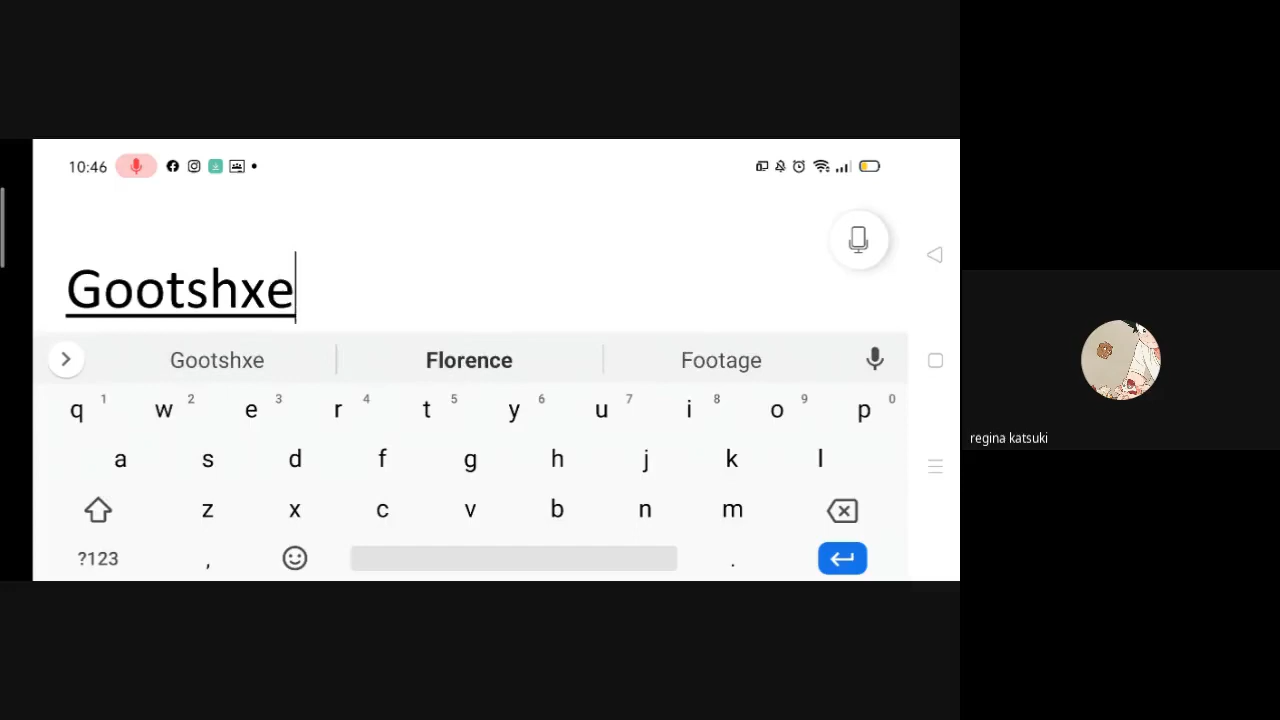 10:46
Gootshxe
Gootshxe Florence Footage
q 1 w 2 e 3 r 4 t 5 y 6 u 7 i 8 o 9 p 0
a s d f g h j k l
z x c v b n m
?123 , .
regina katsuki